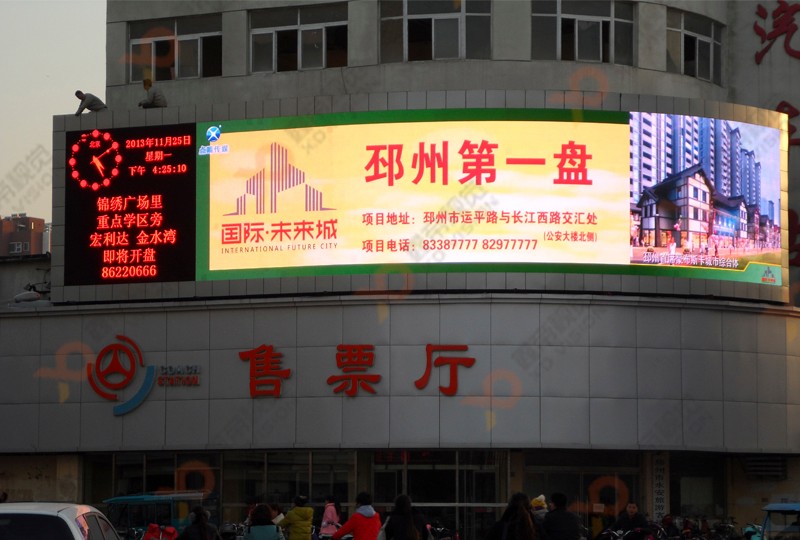 北京
2013年11月25日
星期一
下午 4:25:10
锦绣广场里
重点学区旁
宏利达 金水湾
即将开盘
86220666
国际·未来城
INTERNATIONAL FUTURE CITY
邳州第一盘
项目地址：邳州市运平路与长江西路交汇处
(公安大楼北侧)
项目电话：83387777 82977777
COACH
STATION
售票厅